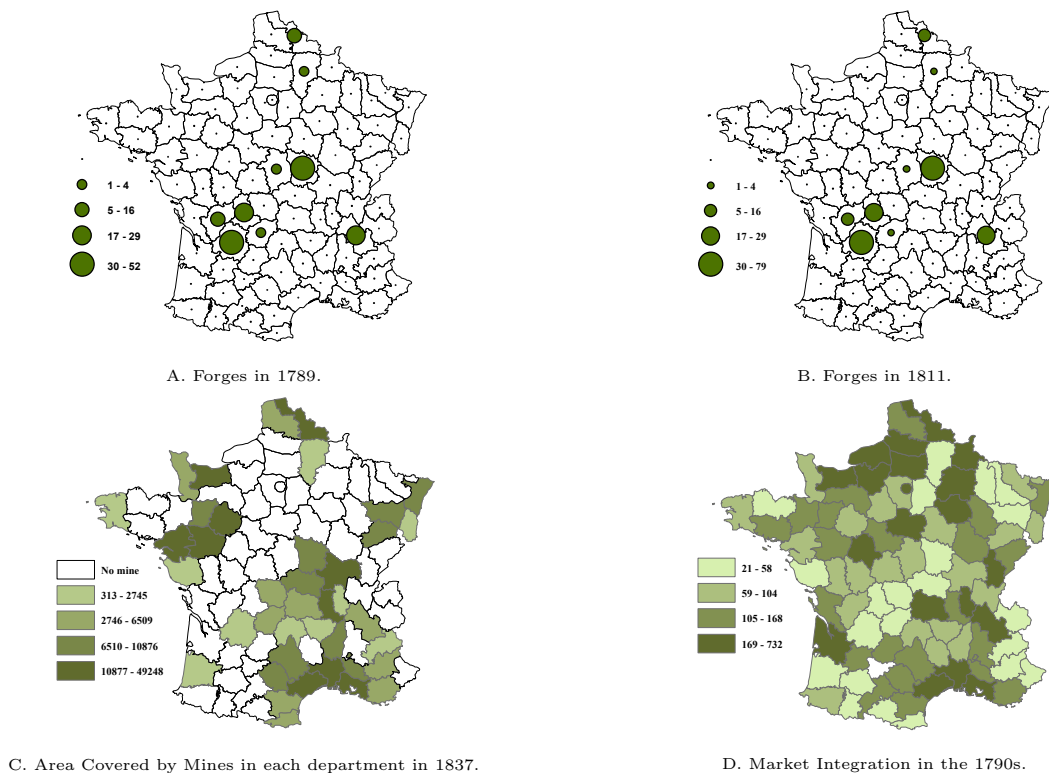 1 - 4
5 - 16
17 - 29
30 - 52
A. Forges in 1789.
1 - 4
5 - 16
17 - 29
30 - 79
B. Forges in 1811.
No mine
313 - 2745
2746 - 6509
6510 - 10876
10877 - 49248
C. Area Covered by Mines in each department in 1837.
21 - 58
59 - 104
105 - 168
169 - 732
D. Market Integration in the 1790s.